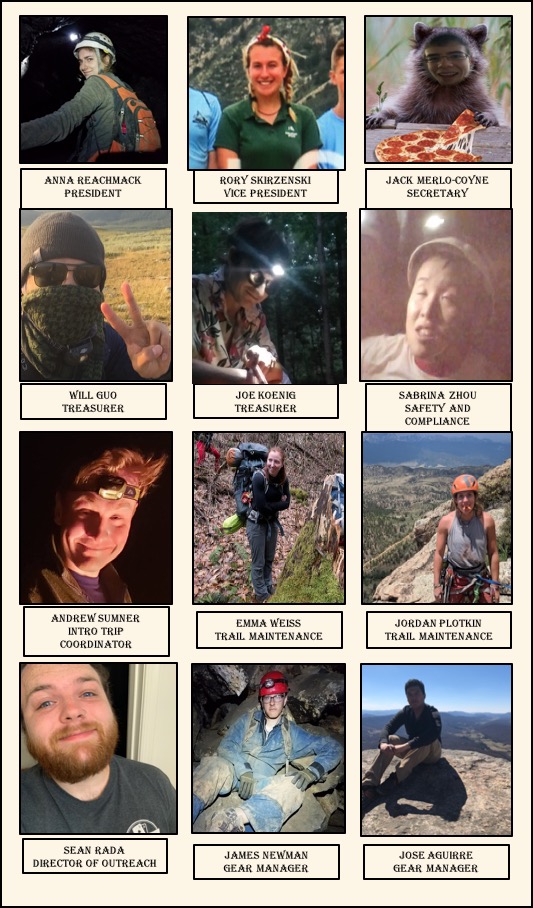 ANNA REACHMACK
PRESIDENT
RORY SKIRZENSKI
VICE PRESIDENT
JACK MERLO-COYNE
SECRETARY
WILL GUO
TREASURER
JOE KOENIG
TREASURER
SABRINA ZHOU
SAFETY AND
COMPLIANCE
ANDREW SUMNER
INTRO TRIP
COORDINATOR
EMMA WEISS
TRAIL MAINTENANCE
JORDAN PLOTKIN
TRAIL MAINTENANCE
SEAN RADA
DIRECTOR OF OUTREACH
JAMES NEWMAN
GEAR MANAGER
JOSE AGUIRRE
GEAR MANAGER